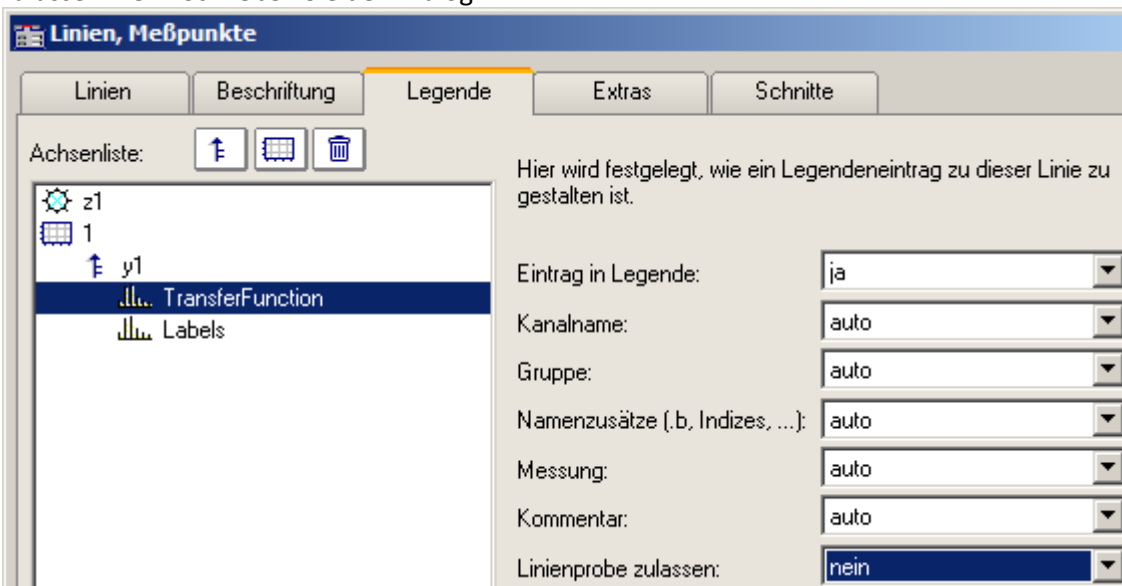 Linien, Meßpunkte
Linien Beschriftung Legende Extras Schnitte
Achsenliste:
z1
1
y1
TransferFunction
Labels
Hier wird festgelegt, wie ein Legendeneintrag zu dieser Linie zu
gestalten ist.
Eintrag in Legende: ja
Kanalname: auto
Gruppe: auto
Namenzusätze (.b, Indizes, ...): auto
Messung: auto
Kommentar: auto
Linienprobe zulassen: nein